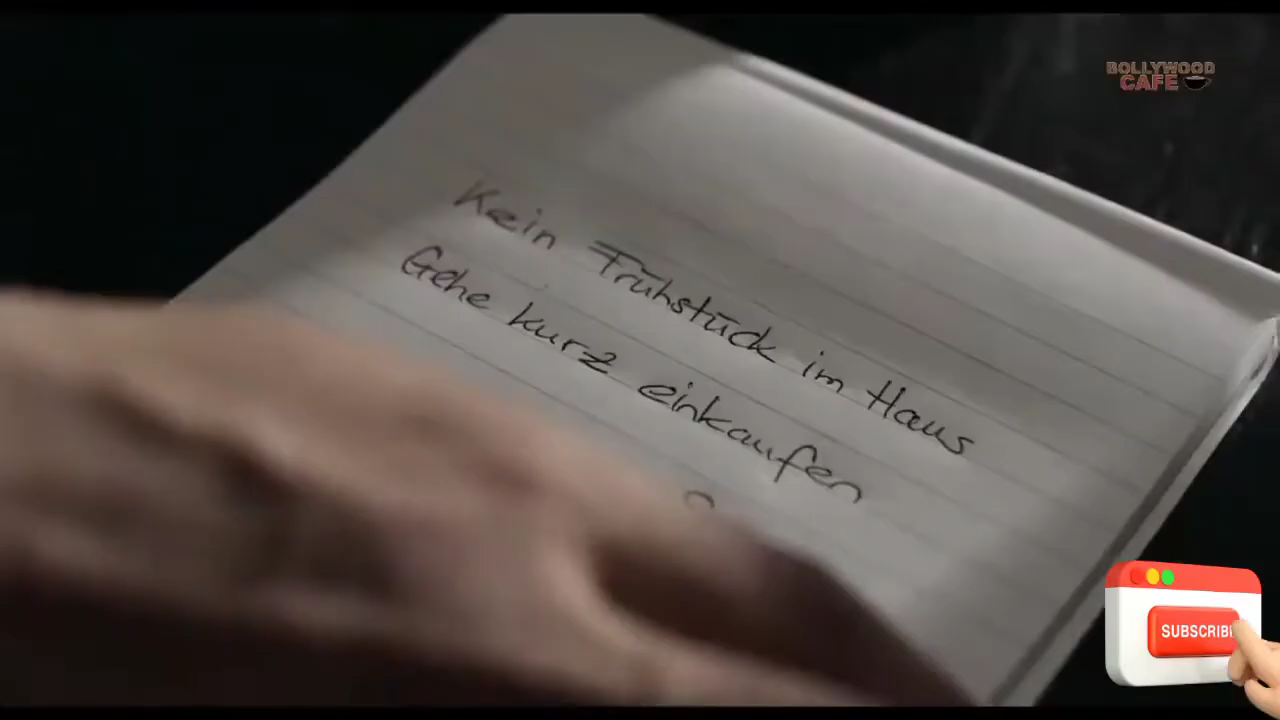 BOLLYWOOD
CAFE
Kein Frühstück im Haus
Gehe kurz einkaufen
SUBSCRIBE